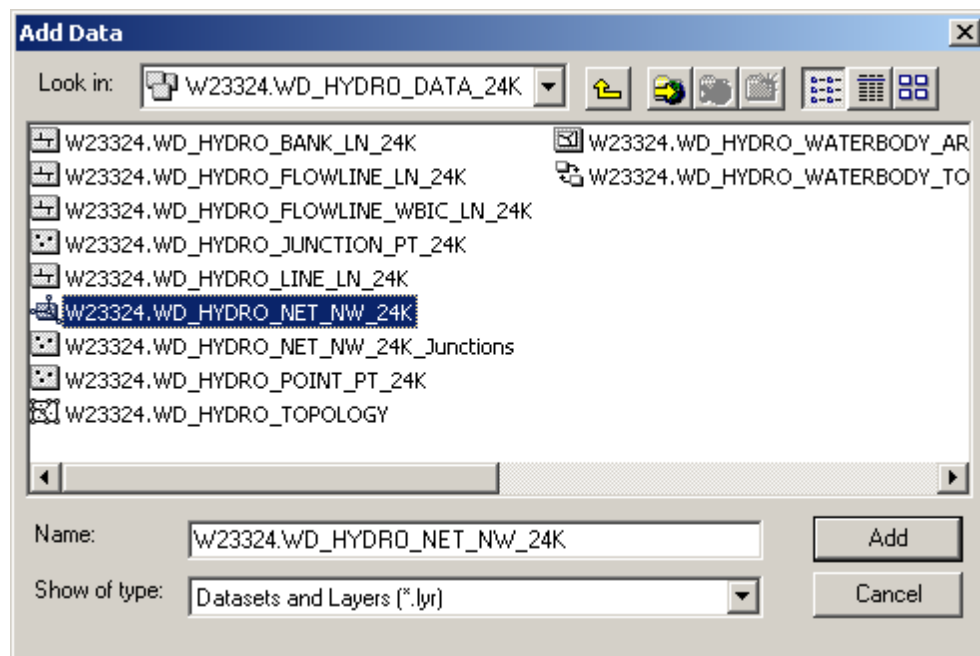 Add Data
Look in: W23324.WD_HYDRO_DATA_24K
W23324.WD_HYDRO_BANK_LN_24K
W23324.WD_HYDRO_FLOWLINE_LN_24K
W23324.WD_HYDRO_FLOWLINE_WBIC_LN_24K
W23324.WD_HYDRO_JUNCTION_PT_24K
W23324.WD_HYDRO_LINE_LN_24K
W23324.WD_HYDRO_NET_NW_24K
W23324.WD_HYDRO_NET_NW_24K_Junctions
W23324.WD_HYDRO_POINT_PT_24K
W23324.WD_HYDRO_TOPOLOGY
W23324.WD_HYDRO_WATERBODY_AR
W23324.WD_HYDRO_WATERBODY_TO
Name: W23324.WD_HYDRO_NET_NW_24K
Add
Show of type: Datasets and Layers (*.lyr)
Cancel